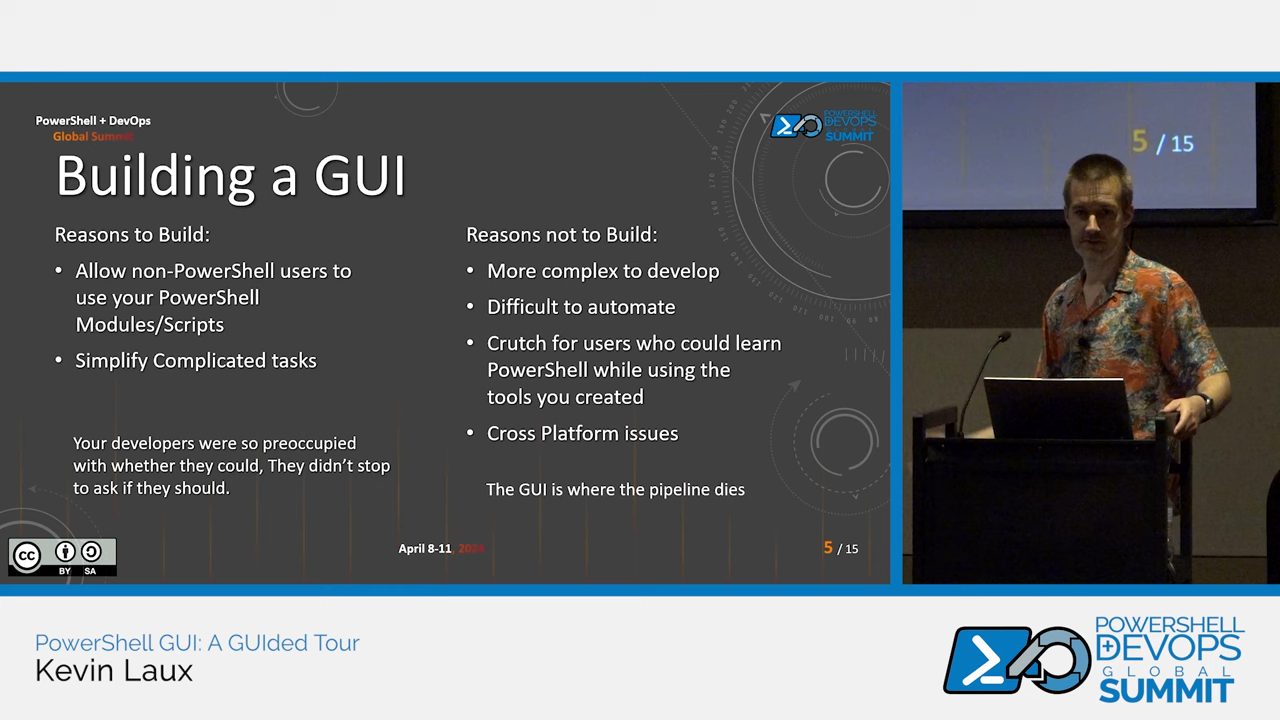 PowerShell + DevOps
Global Summit
POWERSHELL
DEVOPS
SUMMIT
Building a GUI
Reasons to Build:
• Allow non-PowerShell users to
use your PowerShell
Modules/Scripts
• Simplify Complicated tasks
Your developers were so preoccupied
with whether they could, They didn’t stop
to ask if they should.
Reasons not to Build:
• More complex to develop
• Difficult to automate
• Crutch for users who could learn
PowerShell while using the
tools you created
• Cross Platform issues
The GUI is where the pipeline dies
CC BY SA
April 8-11, 2024
5 / 15
5 / 15
PowerShell GUI: A GUIded Tour
Kevin Laux
POWERSHELL
DEVOPS
GLOBAL
SUMMIT